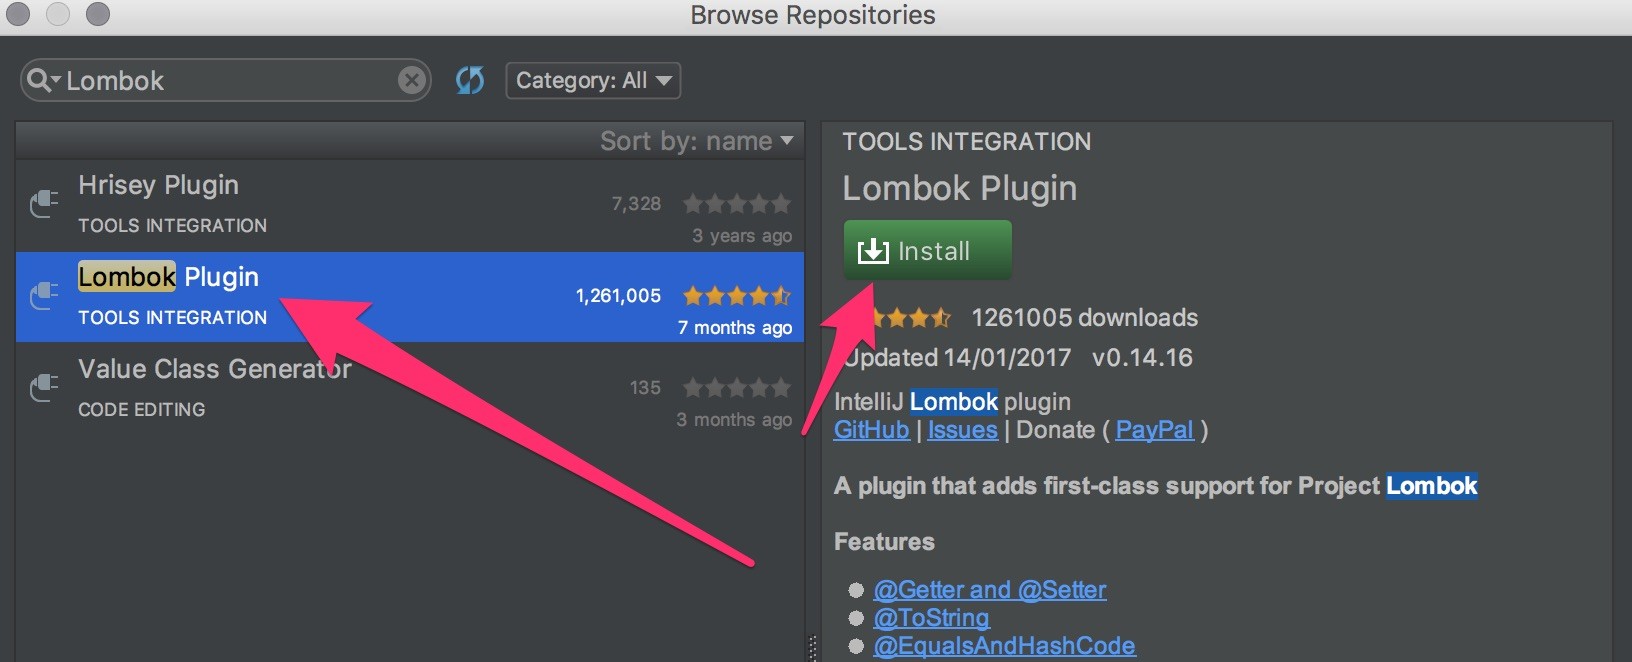 Browse Repositories
Lombok
Category: All
Sort by: name
Hrisey Plugin
7,328
TOOLS INTEGRATION
3 years ago
Lombok Plugin
1,261,005
TOOLS INTEGRATION
7 months ago
Value Class Generator
135
CODE EDITING
3 months ago
TOOLS INTEGRATION
Lombok Plugin
Install
1261005 downloads
Updated 14/01/2017 v0.14.16
IntelliJ Lombok plugin
GitHub | Issues | Donate ( PayPal )
A plugin that adds first-class support for Project Lombok
Features
@Getter and @Setter
@ToString
@EqualsAndHashCode